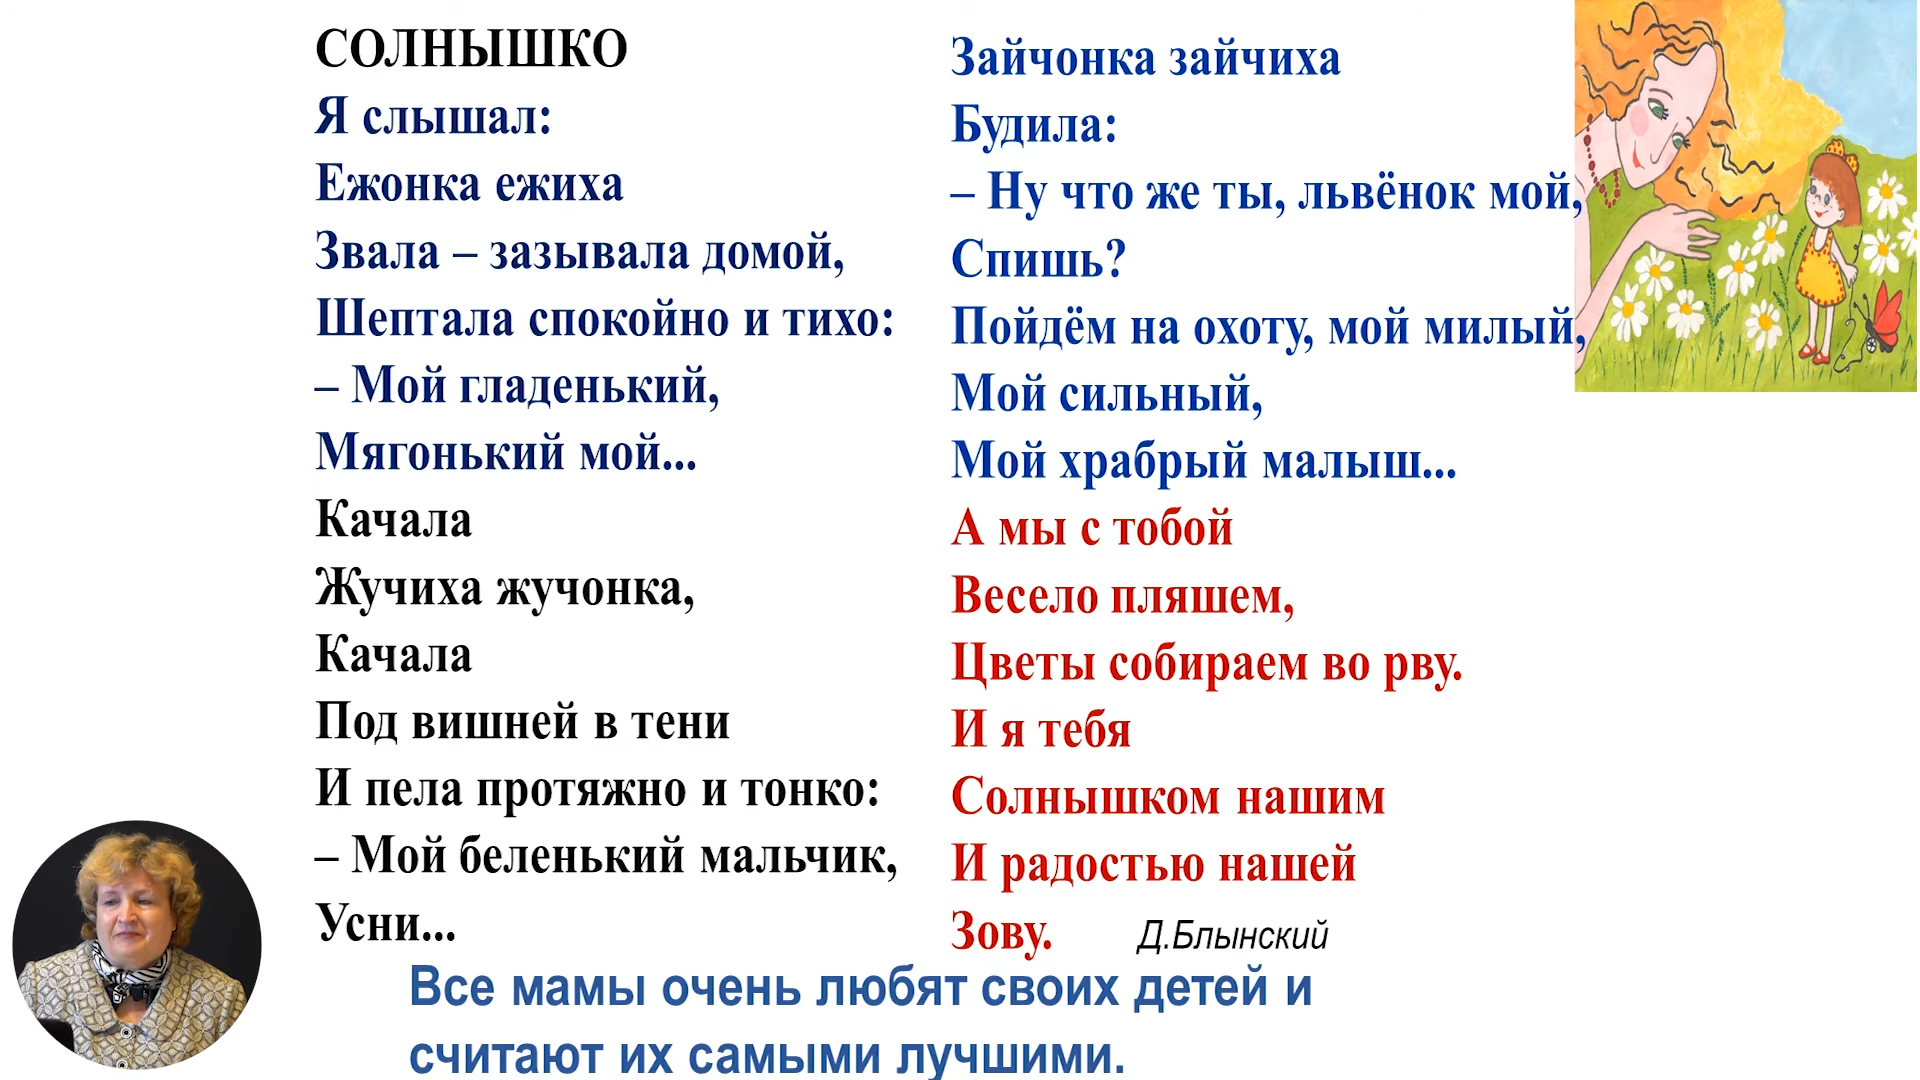 СОЛНЫШКО
Я слышал:
Ежонка ежиха
Звала – зазывала домой,
Шептала спокойно и тихо:
– Мой гладенький,
Мягонький мой...
Качала
Жучиха жучонка,
Качала
Под вишней в тени
И пела протяжно и тонко:
– Мой беленький мальчик,
Усни...
Зайчонка зайчиха
Будила:
– Ну что же ты, львёнок мой,
Спишь?
Пойдём на охоту, мой милый,
Мой сильный,
Мой храбрый малыш...
А мы с тобой
Весело пляшем,
Цветы собираем во рву.
И я тебя
Солнышком нашим
И радостью нашей
Зову.
Д.Блынский
Все мамы очень любят своих детей и
считают их самыми лучшими.